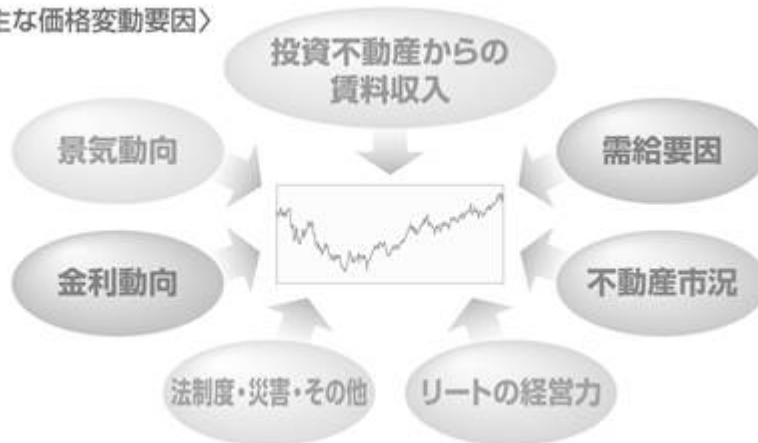 主な価格変動要因〉
投資不動産からの
賃料収入
景気動向
需給要因
金利動向
不動産市況
法制度・災害・その他
リートの経営力